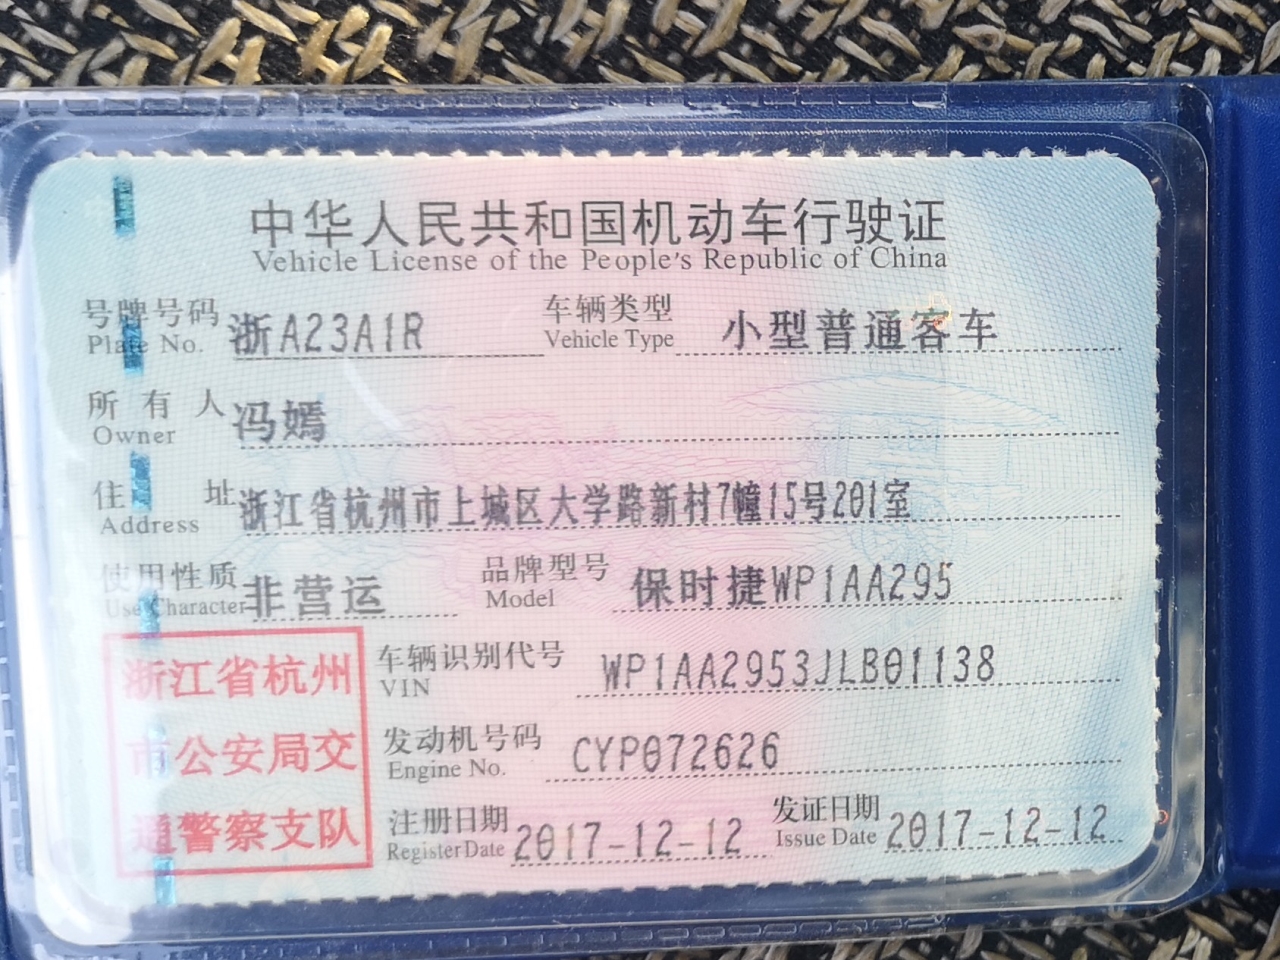 中华人民共和国机动车行驶证
Vehicle License of the People's Republic of China
号牌号码 浙A23A1R 车辆类型 小型普通客车
Plate No. Vehicle Type
所有人 冯嫣
Owner
住址 浙江省杭州市上城区大学路新村7幢15号201室
Address
使用性质 非营运 品牌型号 保时捷WP1AA295
Use Character Model
浙江省杭州 车辆识别代号 WP1AA2953JLB01138
VIN
市公安局交 发动机号码 CYP072626
Engine No.
通警察支队 注册日期 2017-12-12 发证日期 2017-12-12
Register Date Issue Date